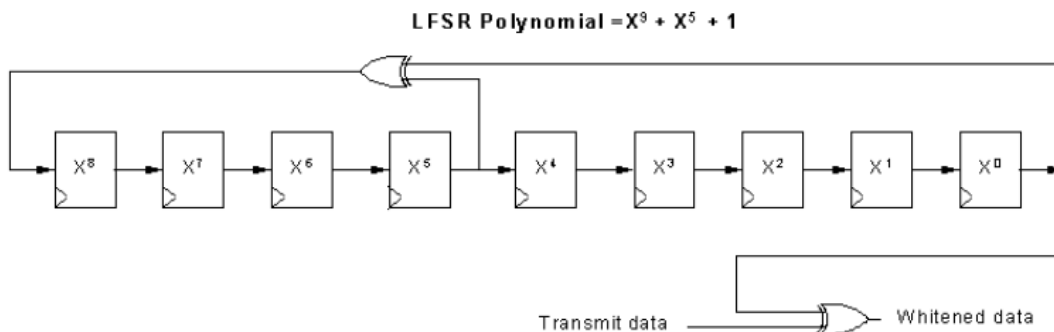 LFSR Polynomial =X⁹ + X⁵ + 1
X⁸ X⁷ X⁶ X⁵ X⁴ X³ X² X¹ X⁰
Transmit data
Whitened data